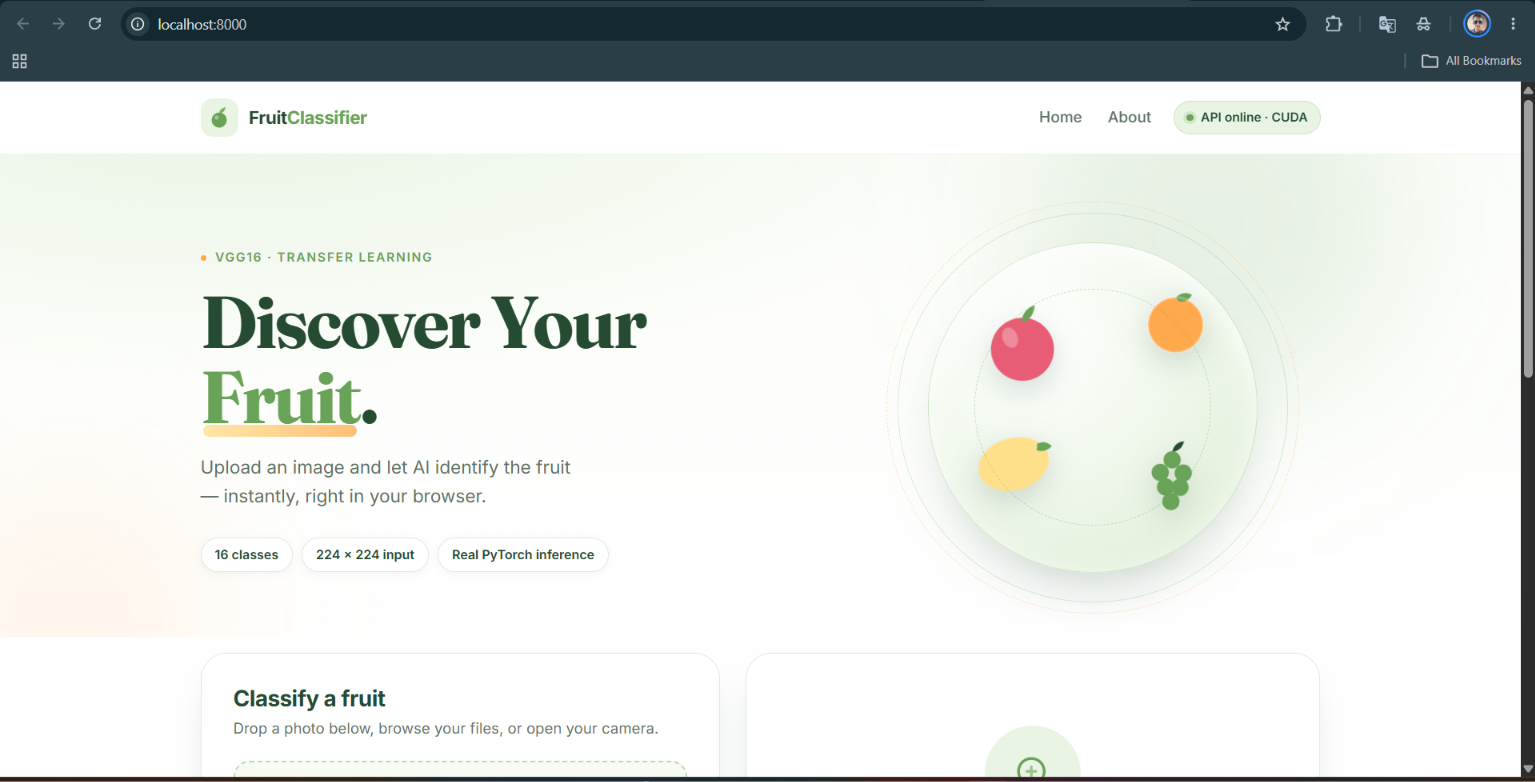 localhost:8000
All Bookmarks
FruitClassifier
Home
About
API online · CUDA
VGG16 · TRANSFER LEARNING
Discover Your
Fruit.
Upload an image and let AI identify the fruit
— instantly, right in your browser.
16 classes
224 × 224 input
Real PyTorch inference
Classify a fruit
Drop a photo below, browse your files, or open your camera.